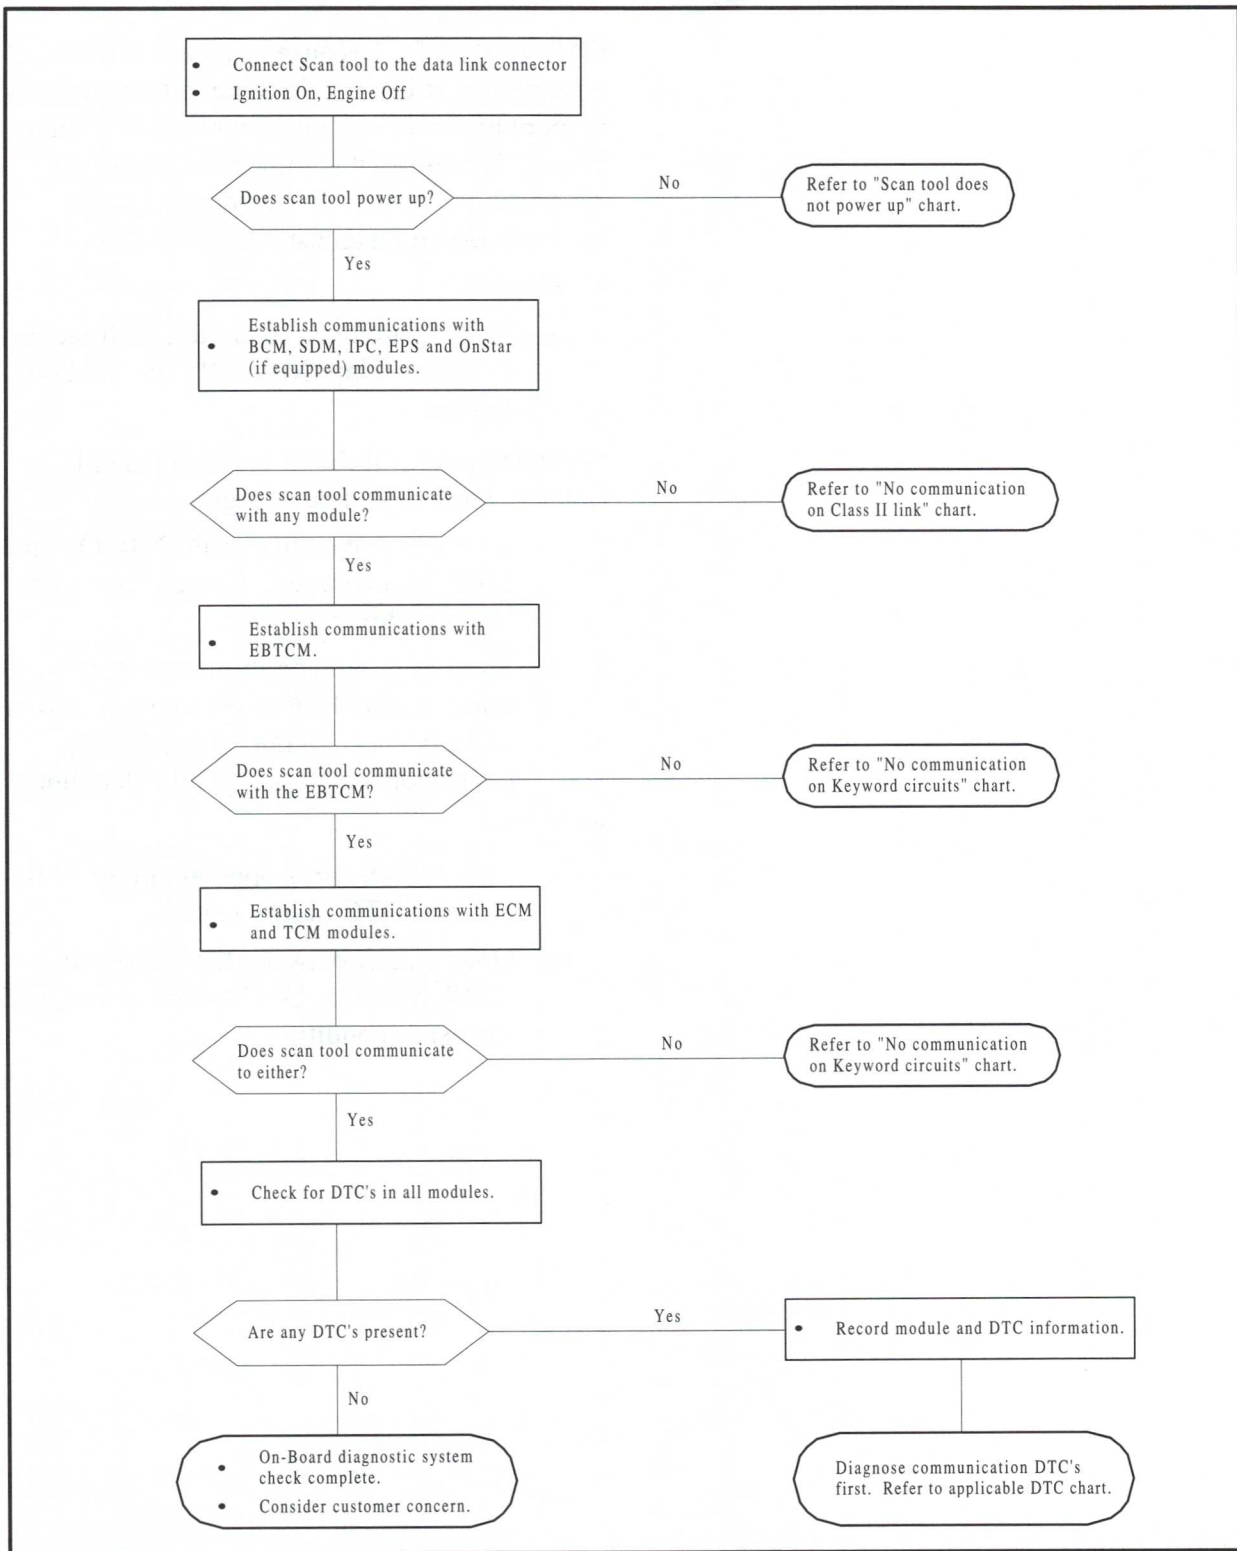 • Connect Scan tool to the data link connector
• Ignition On, Engine Off
Does scan tool power up?
No
Refer to "Scan tool does
not power up" chart.
Yes
• Establish communications with
BCM, SDM, IPC, EPS and OnStar
(if equipped) modules.
Does scan tool communicate
with any module?
No
Refer to "No communication
on Class II link" chart.
Yes
• Establish communications with
EBTCM.
Does scan tool communicate
with the EBTCM?
No
Refer to "No communication
on Keyword circuits" chart.
Yes
• Establish communications with ECM
and TCM modules.
Does scan tool communicate
to either?
No
Refer to "No communication
on Keyword circuits" chart.
Yes
• Check for DTC's in all modules.
Are any DTC's present?
Yes
• Record module and DTC information.
No
• On-Board diagnostic system
check complete.
• Consider customer concern.
Diagnose communication DTC's
first. Refer to applicable DTC chart.